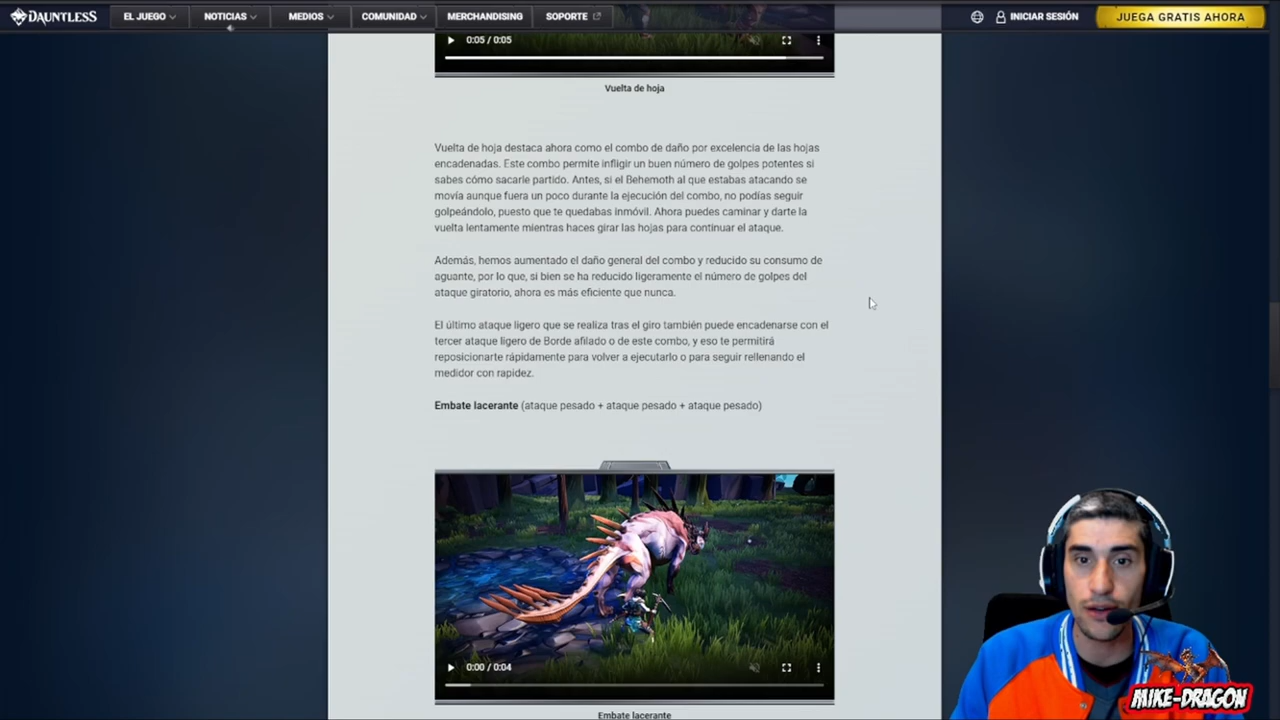 DAUNTLESS EL JUEGO NOTICIAS MEDIOS COMUNIDAD MERCHANDISING SOPORTE INICIAR SESIÓN JUEGA GRATIS AHORA
0:05 / 0:05
Vuelta de hoja
Vuelta de hoja destaca ahora como el combo de daño por excelencia de las hojas
encadenadas. Este combo permite infligir un buen número de golpes potentes si
sabes cómo sacarle partido. Antes, si el Behemoth al que estabas atacando se
movía aunque fuera un poco durante la ejecución del combo, no podías seguir
golpeándolo, puesto que te quedabas inmóvil. Ahora puedes caminar y darte la
vuelta lentamente mientras haces girar las hojas para continuar el ataque.
Además, hemos aumentado el daño general del combo y reducido su consumo de
aguante, por lo que, si bien se ha reducido ligeramente el número de golpes del
ataque giratorio, ahora es más eficiente que nunca.
El último ataque ligero que se realiza tras el giro también puede encadenarse con el
tercer ataque ligero de Borde afilado o de este combo, y eso te permitirá
reposicionarte rápidamente para volver a ejecutarlo o para seguir rellenando el
medidor con rapidez.
Embate lacerante (ataque pesado + ataque pesado + ataque pesado)
0:00 / 0:04
Embate lacerante
MIKE-DRAGON